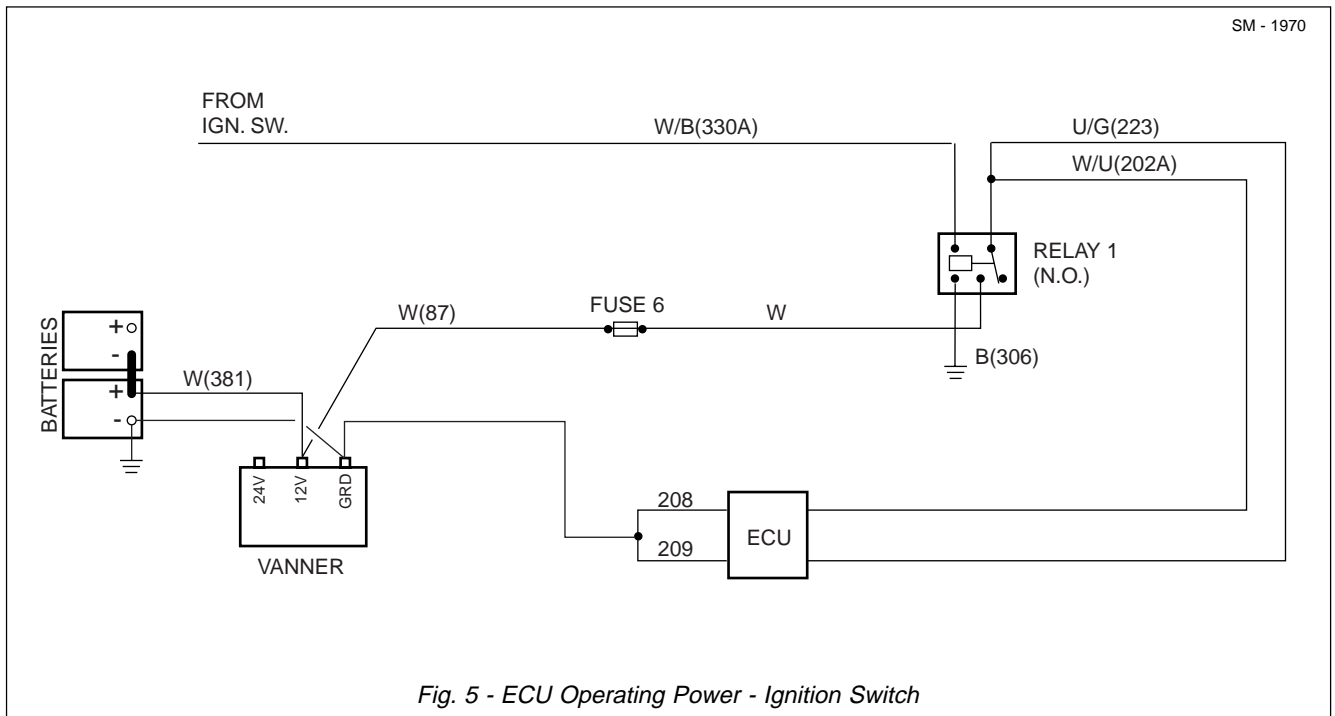 SM - 1970
FROM
IGN. SW.
W/B(330A)
U/G(223)
W/U(202A)
RELAY 1
(N.O.)
W(87)
FUSE 6
W
B(306)
BATTERIES
+
-
+
-
W(381)
24V
12V
GRD
VANNER
208
209
ECU
Fig. 5 - ECU Operating Power - Ignition Switch